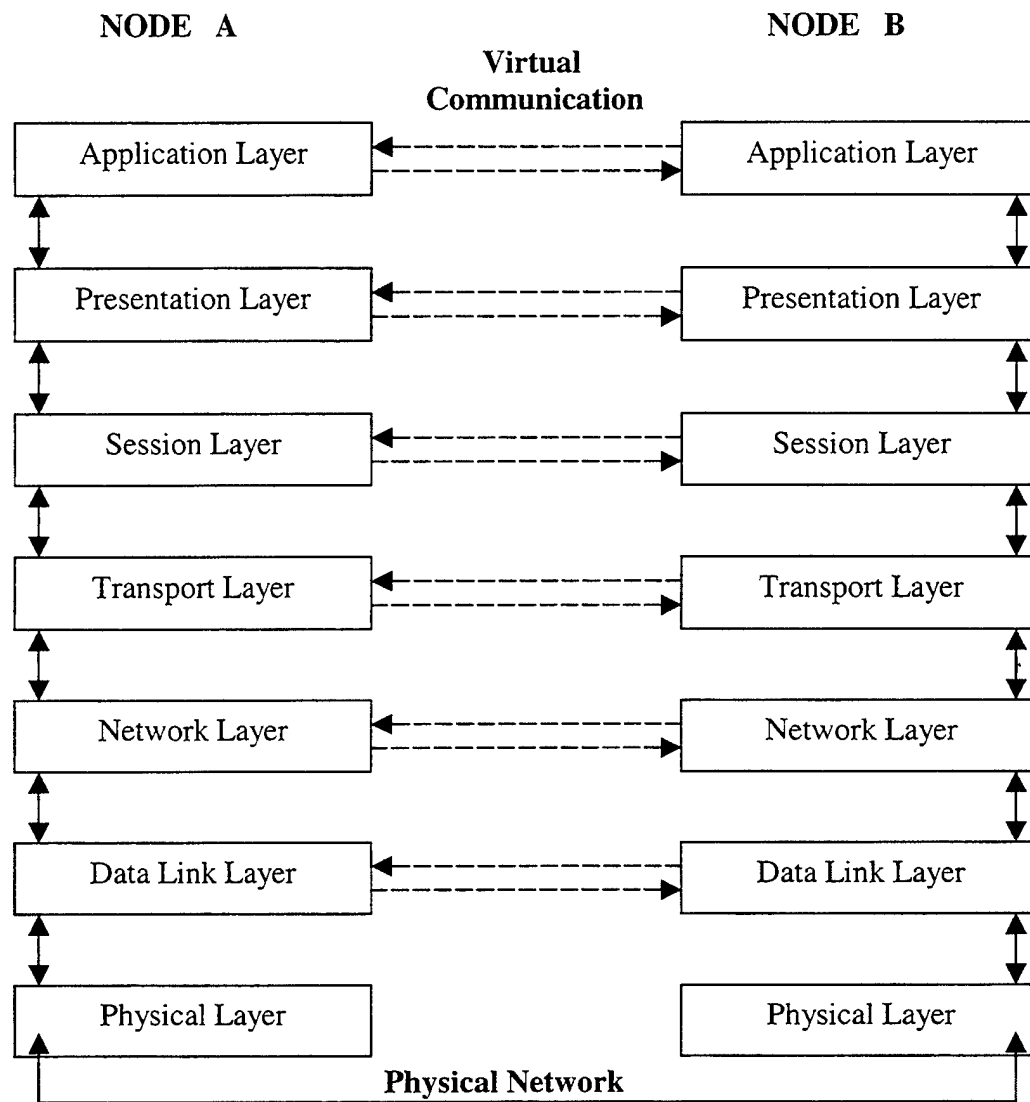 NODE A
NODE B
Virtual
Communication
Application Layer
Application Layer
Presentation Layer
Presentation Layer
Session Layer
Session Layer
Transport Layer
Transport Layer
Network Layer
Network Layer
Data Link Layer
Data Link Layer
Physical Layer
Physical Layer
Physical Network